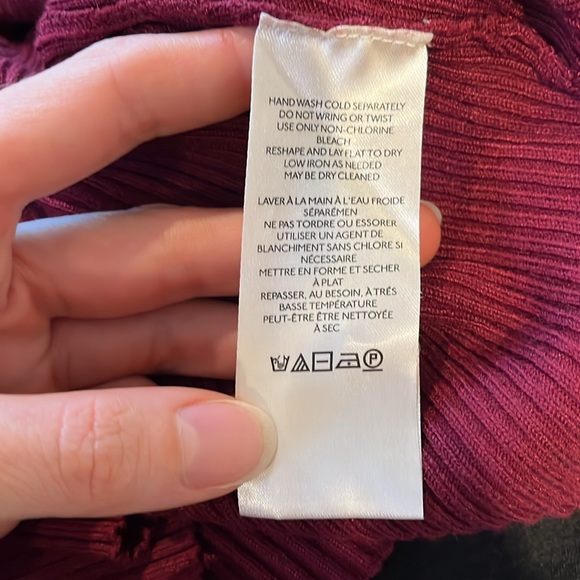 HAND WASH COLD SEPARATELY
DO NOT WRING OR TWIST
USE ONLY NON-CHLORINE
BLEACH
RESHAPE AND LAY FLAT TO DRY
LOW IRON AS NEEDED
MAY BE DRY CLEANED
LAVER À LA MAIN À L'EAU FROIDE
SÉPARÉMEN
NE PAS TORDRE OU ESSORER
UTILISER UN AGENT DE
BLANCHIMENT SANS CHLORE SI
NÉCESSAIRE
METTRE EN FORME ET SECHER
À PLAT
REPASSER, AU BESOIN, À TRÉS
BASSE TEMPÉRATURE
PEUT-ÊTRE ÊTRE NETTOYÉE
À SEC
P